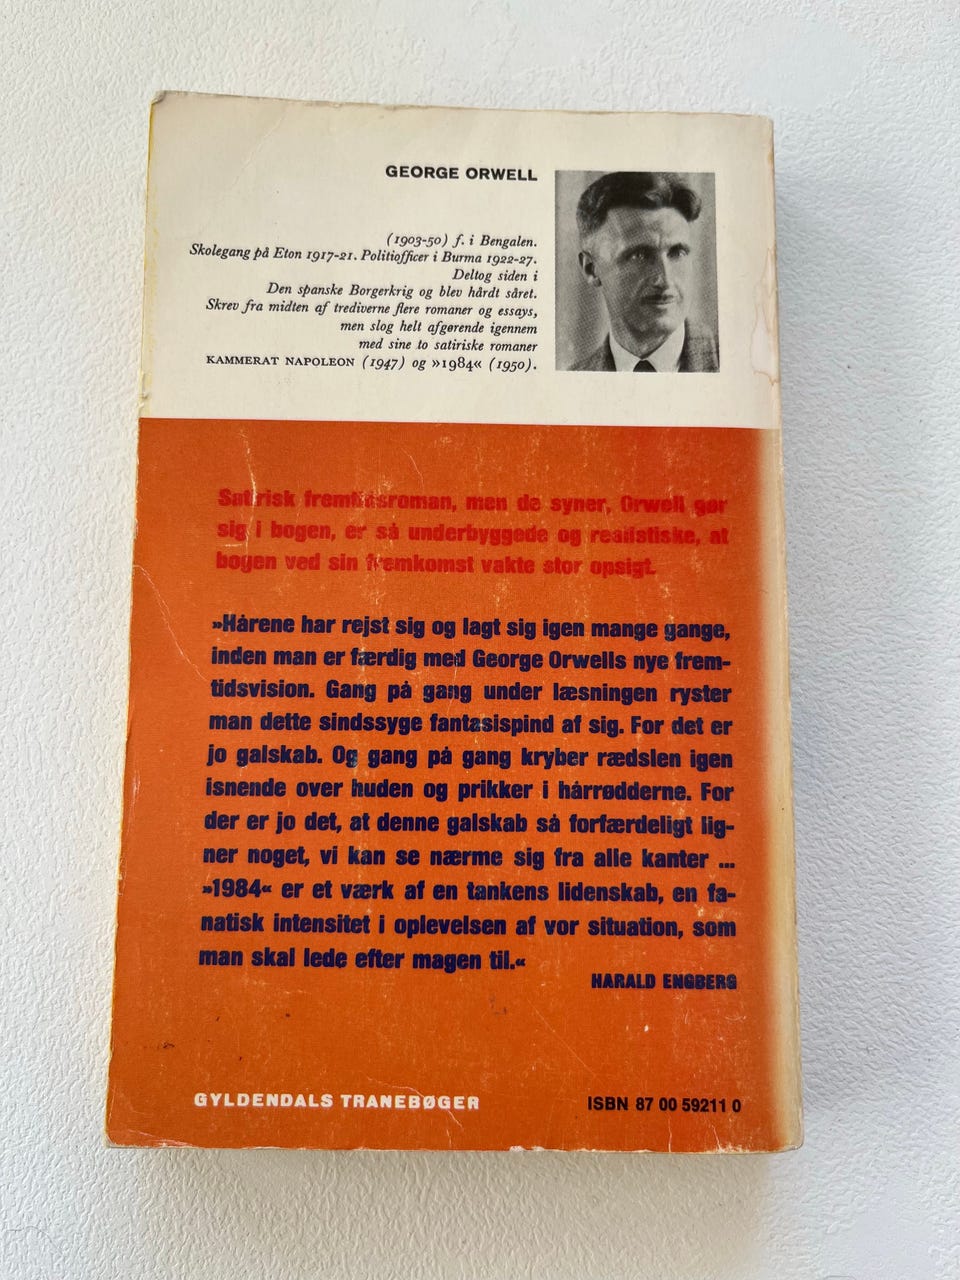 GEORGE ORWELL
(1903-50) f. i Bengalen.
Skolegang på Eton 1917-21. Politiofficer i Burma 1922-27.
Deltog siden i
Den spanske Borgerkrig og blev hårdt såret.
Skrev fra midten af trediverne flere romaner og essays,
men slog helt afgørende igennem
med sine to satiriske romaner
KAMMERAT NAPOLEON (1947) og »1984« (1950).
Satirisk fremtidsroman, men de syner, Orwell gør
sig i bogen, er så underbyggede og realistiske, at
bogen ved sin fremkomst vakte stor opsigt.
»Hårene har rejst sig og lagt sig igen mange gange,
inden man er færdig med George Orwells nye frem-
tidsvision. Gang på gang under læsningen ryster
man dette sindssyge fantasispind af sig. For det er
jo galskab. Og gang på gang kryber rædslen igen
isnende over huden og prikker i hårrødderne. For
der er jo det, at denne galskab så forfærdeligt lig-
ner noget, vi kan se nærme sig fra alle kanter ...
»1984« er et værk af en tankens lidenskab, en fa-
natisk intensitet i oplevelsen af vor situation, som
man skal lede efter magen til.«
HARALD ENGBERG
GYLDENDALS TRANEBØGER
ISBN 87 00 59211 0